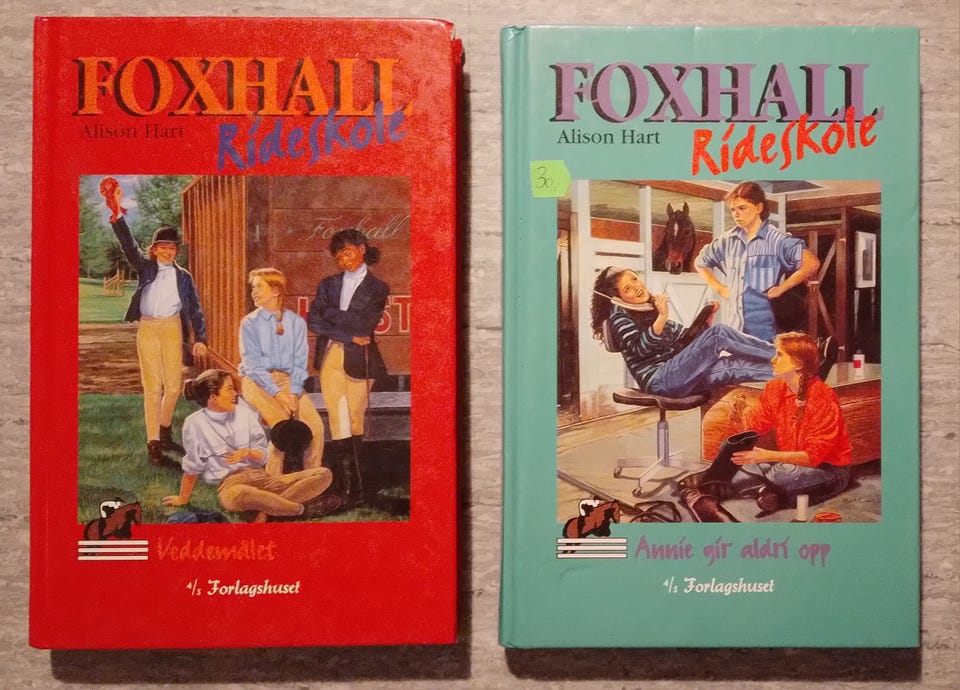 FOXHALL
Alison Hart
Rideskole
Foxhall
Veddemålet
A/S Forlagshuset
FOXHALL
Alison Hart
Rideskole
30,-
Annie gir aldri opp
A/S Forlagshuset